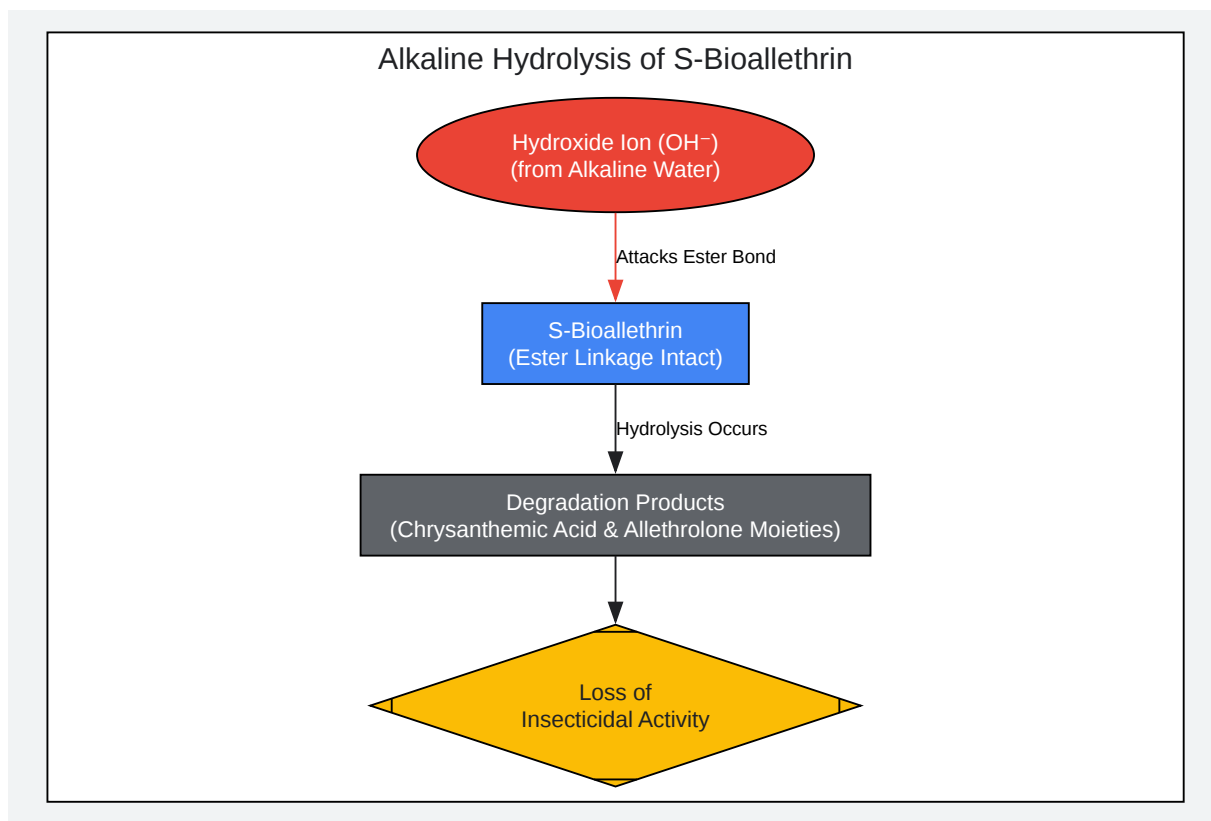 Alkaline Hydrolysis of S-Bioallethrin
Hydroxide Ion (OH⁻)
(from Alkaline Water)
Attacks Ester Bond
S-Bioallethrin
(Ester Linkage Intact)
Hydrolysis Occurs
Degradation Products
(Chrysanthemic Acid & Allethrolone Moieties)
Loss of
Insecticidal Activity